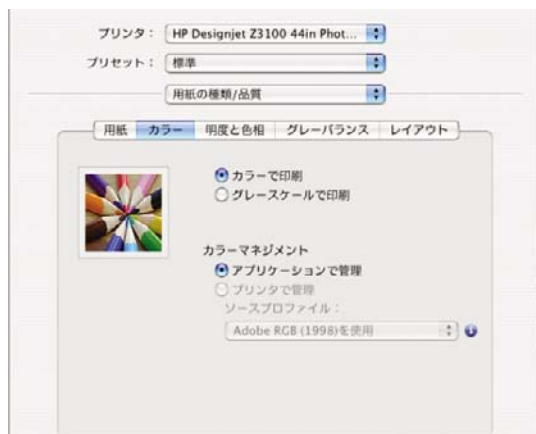 プリンタ： HP Designjet Z3100 44in Phot...
プリセット： 標準
用紙の種類/品質
用紙 カラー 明度と色相 グレーバランス レイアウト
カラーで印刷
グレースケールで印刷
カラーマネジメント
アプリケーションで管理
プリンタで管理
ソースプロファイル：
Adobe RGB (1998)を使用